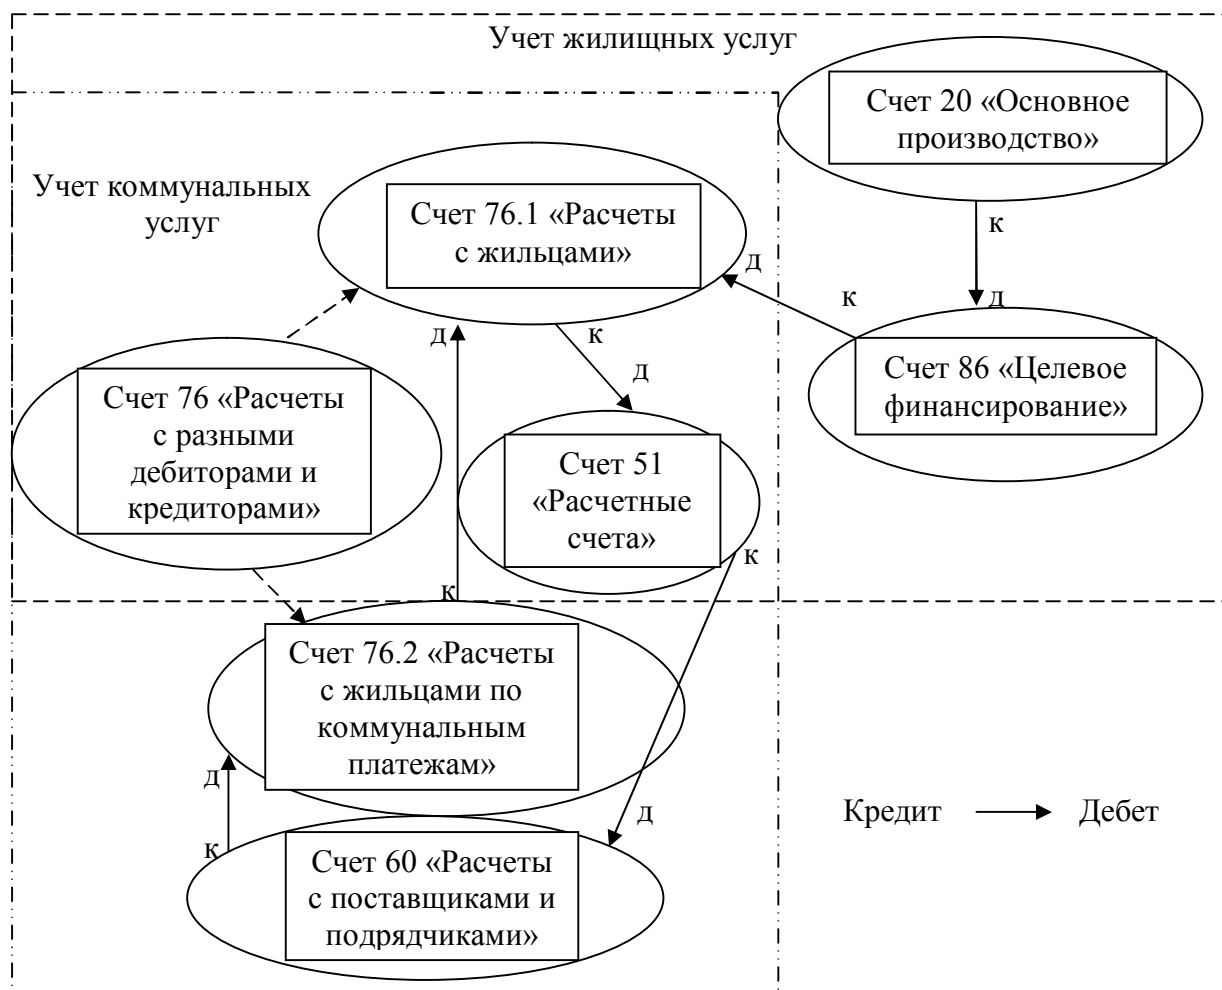 Учет жилищных услуг
Счет 20 «Основное
производство»
Учет коммунальных
услуг
Счет 76.1 «Расчеты
с жильцами»
к
д
к
д
д
к
д
Счет 76 «Расчеты
с разными
дебиторами и
кредиторами»
Счет 86 «Целевое
финансирование»
Счет 51
«Расчетные
счета»
к
к
Счет 76.2 «Расчеты
с жильцами по
коммунальным
платежам»
д
д
Кредит Дебет
к
Счет 60 «Расчеты
с поставщиками и
подрядчиками»